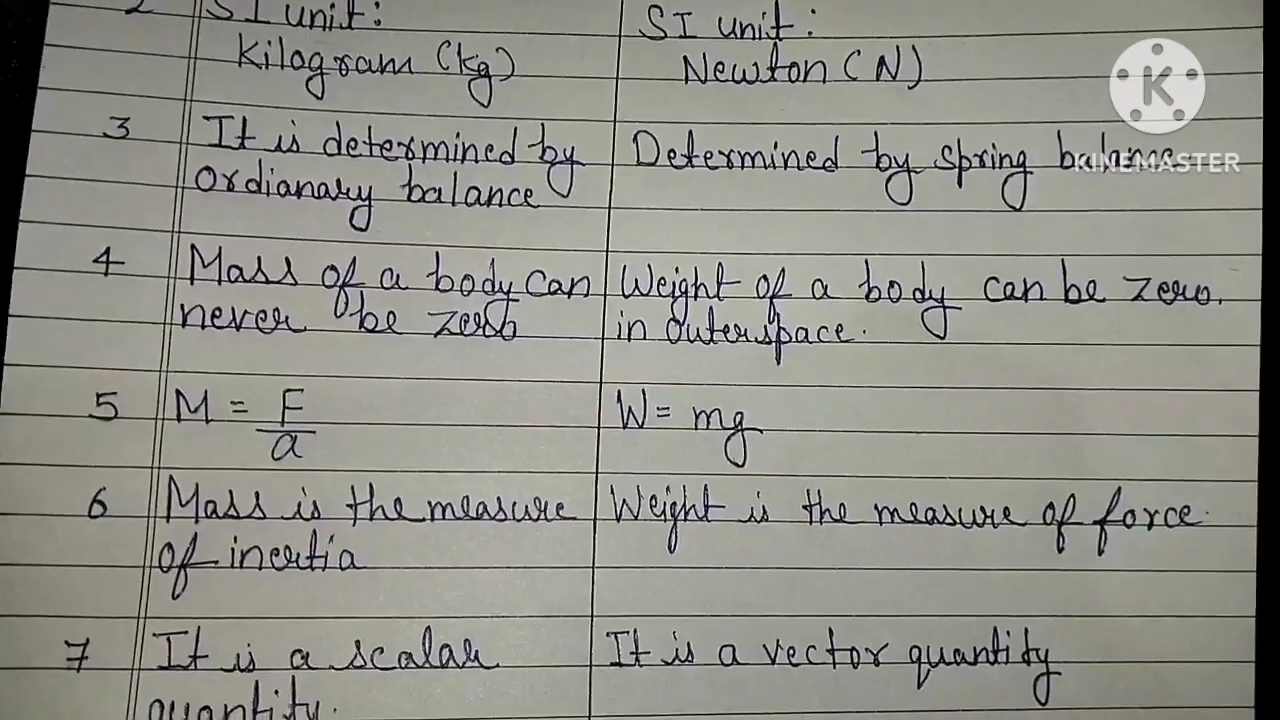 2 SI unit: SI unit:
Kilogram (kg) Newton (N)
3 It is determined by Determined by spring balance
ordianary balance
4 Mass of a body can Weight of a body can be zero.
never be zero in outerspace.
5 M = F/a W = mg
6 Mass is the measure Weight is the measure of force.
of inertia
7 It is a scalar It is a vector quantity
quantity.
K
KINEMASTER